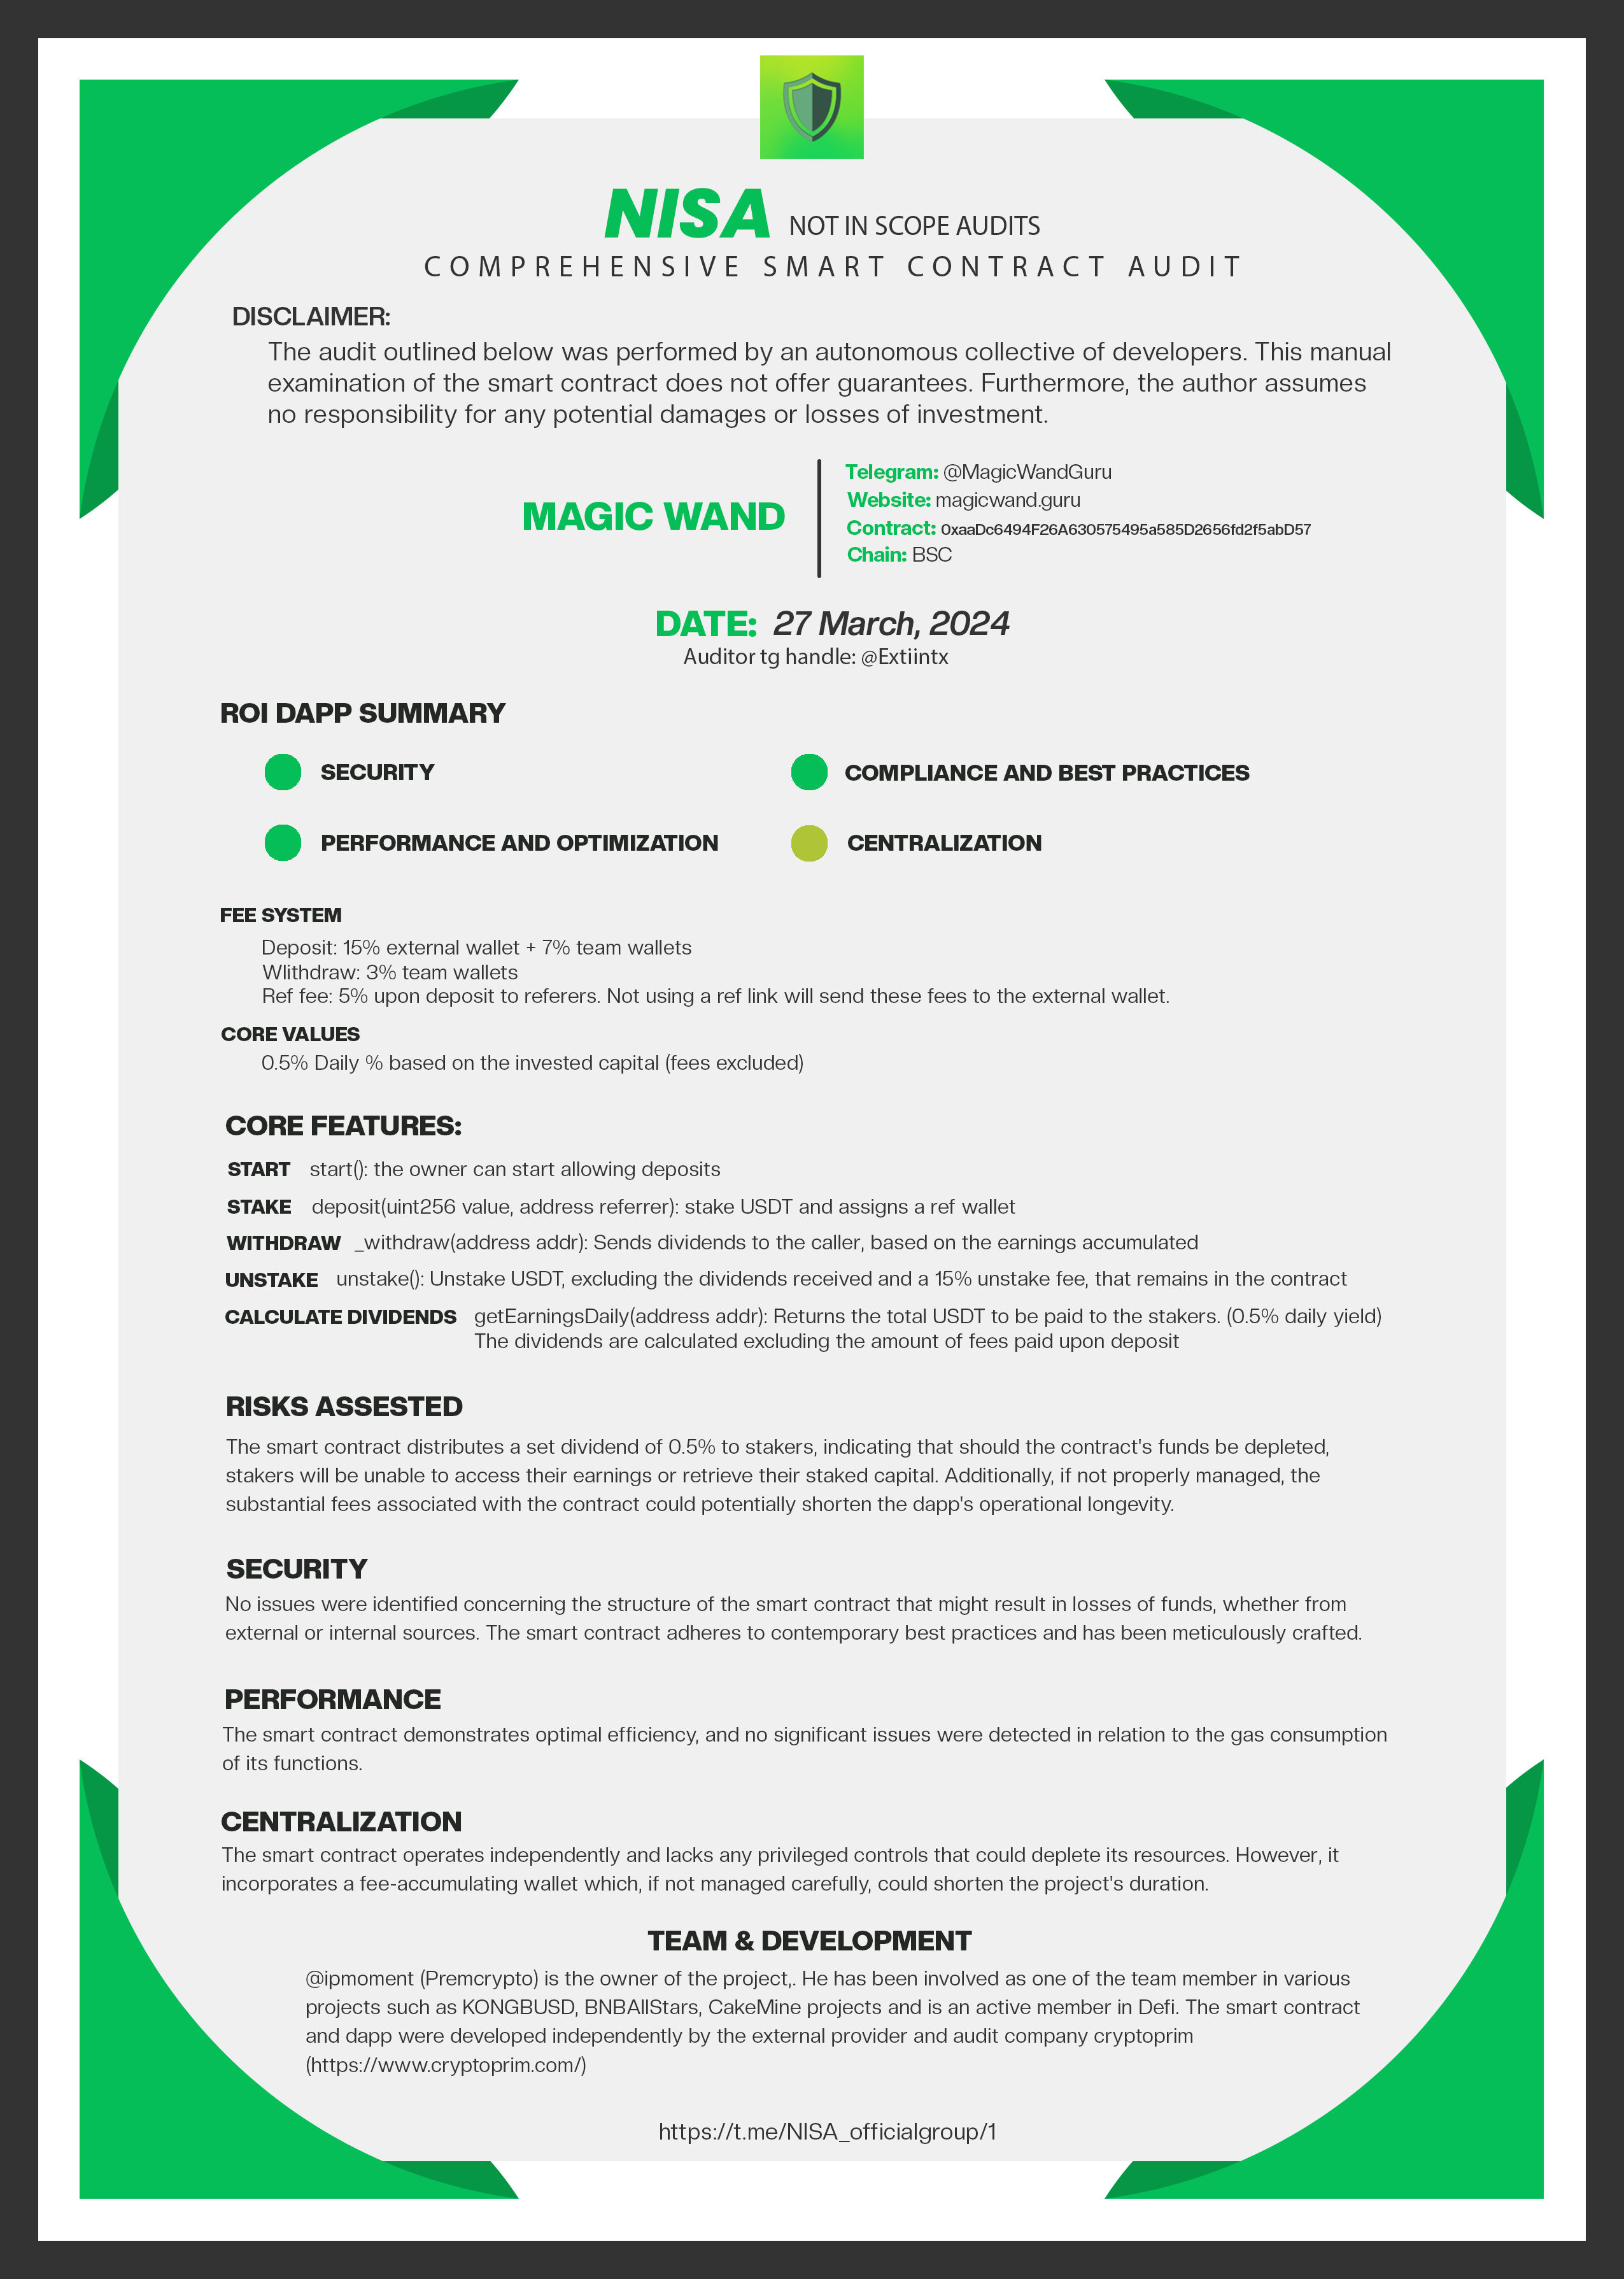 NISA NOT IN SCOPE AUDITS
COMPREHENSIVE SMART CONTRACT AUDIT
DISCLAIMER:
The audit outlined below was performed by an autonomous collective of developers. This manual
examination of the smart contract does not offer guarantees. Furthermore, the author assumes
no responsibility for any potential damages or losses of investment.
MAGIC WAND
Telegram: @MagicWandGuru
Website: magicwand.guru
Contract: 0xaaDc6494F26A630575495a585D2656fd2f5abD57
Chain: BSC
DATE: 27 March, 2024
Auditor tg handle: @Extiintx
ROI DAPP SUMMARY
SECURITY
COMPLIANCE AND BEST PRACTICES
PERFORMANCE AND OPTIMIZATION
CENTRALIZATION
FEE SYSTEM
Deposit: 15% external wallet + 7% team wallets
WIithdraw: 3% team wallets
Ref fee: 5% upon deposit to referers. Not using a ref link will send these fees to the external wallet.
CORE VALUES
0.5% Daily % based on the invested capital (fees excluded)
CORE FEATURES:
START start(): the owner can start allowing deposits
STAKE deposit(uint256 value, address referrer): stake USDT and assigns a ref wallet
WITHDRAW _withdraw(address addr): Sends dividends to the caller, based on the earnings accumulated
UNSTAKE unstake(): Unstake USDT, excluding the dividends received and a 15% unstake fee, that remains in the contract
CALCULATE DIVIDENDS getEarningsDaily(address addr): Returns the total USDT to be paid to the stakers. (0.5% daily yield)
The dividends are calculated excluding the amount of fees paid upon deposit
RISKS ASSESTED
The smart contract distributes a set dividend of 0.5% to stakers, indicating that should the contract's funds be depleted,
stakers will be unable to access their earnings or retrieve their staked capital. Additionally, if not properly managed, the
substantial fees associated with the contract could potentially shorten the dapp's operational longevity.
SECURITY
No issues were identified concerning the structure of the smart contract that might result in losses of funds, whether from
external or internal sources. The smart contract adheres to contemporary best practices and has been meticulously crafted.
PERFORMANCE
The smart contract demonstrates optimal efficiency, and no significant issues were detected in relation to the gas consumption
of its functions.
CENTRALIZATION
The smart contract operates independently and lacks any privileged controls that could deplete its resources. However, it
incorporates a fee-accumulating wallet which, if not managed carefully, could shorten the project's duration.
TEAM & DEVELOPMENT
@ipmoment (Premcrypto) is the owner of the project,. He has been involved as one of the team member in various
projects such as KONGBUSD, BNBAllStars, CakeMine projects and is an active member in Defi. The smart contract
and dapp were developed independently by the external provider and audit company cryptoprim
(https://www.cryptoprim.com/)
https://t.me/NISA_officialgroup/1